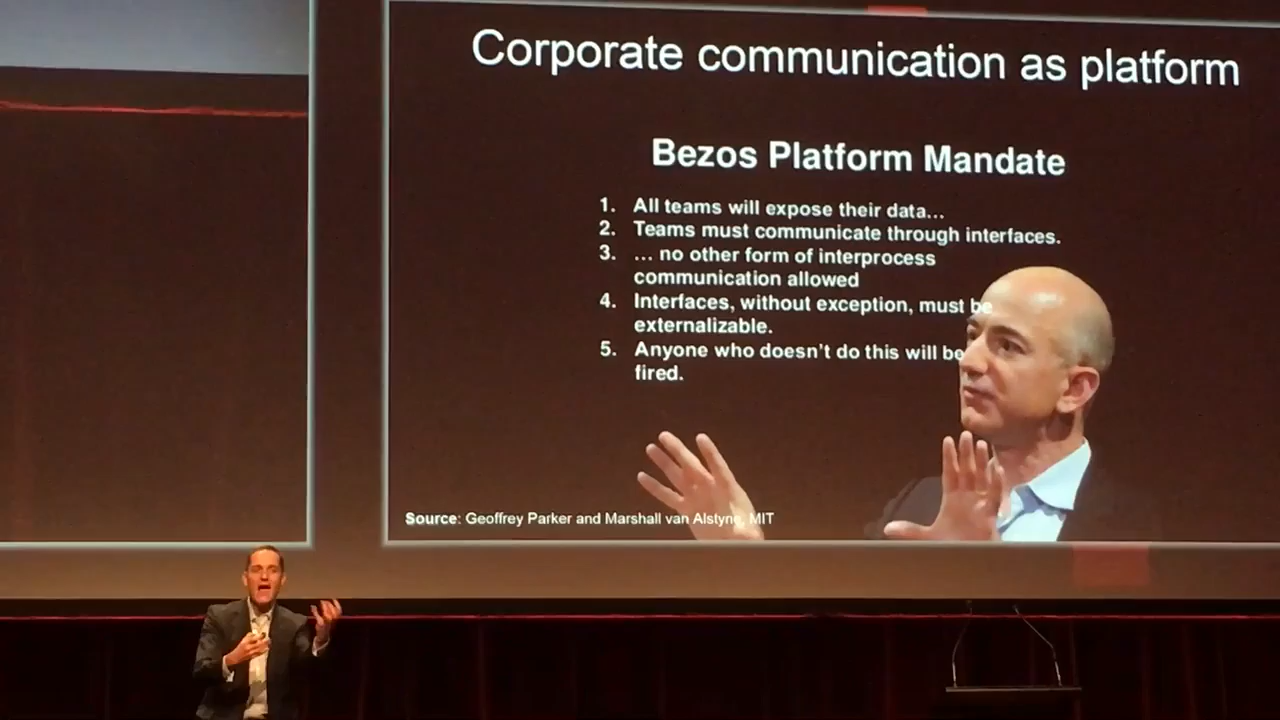 Corporate communication as platform
Bezos Platform Mandate
1. All teams will expose their data...
2. Teams must communicate through interfaces.
3. ... no other form of interprocess
communication allowed
4. Interfaces, without exception, must be
externalizable.
5. Anyone who doesn't do this will be
fired.
Source: Geoffrey Parker and Marshall van Alstyne, MIT